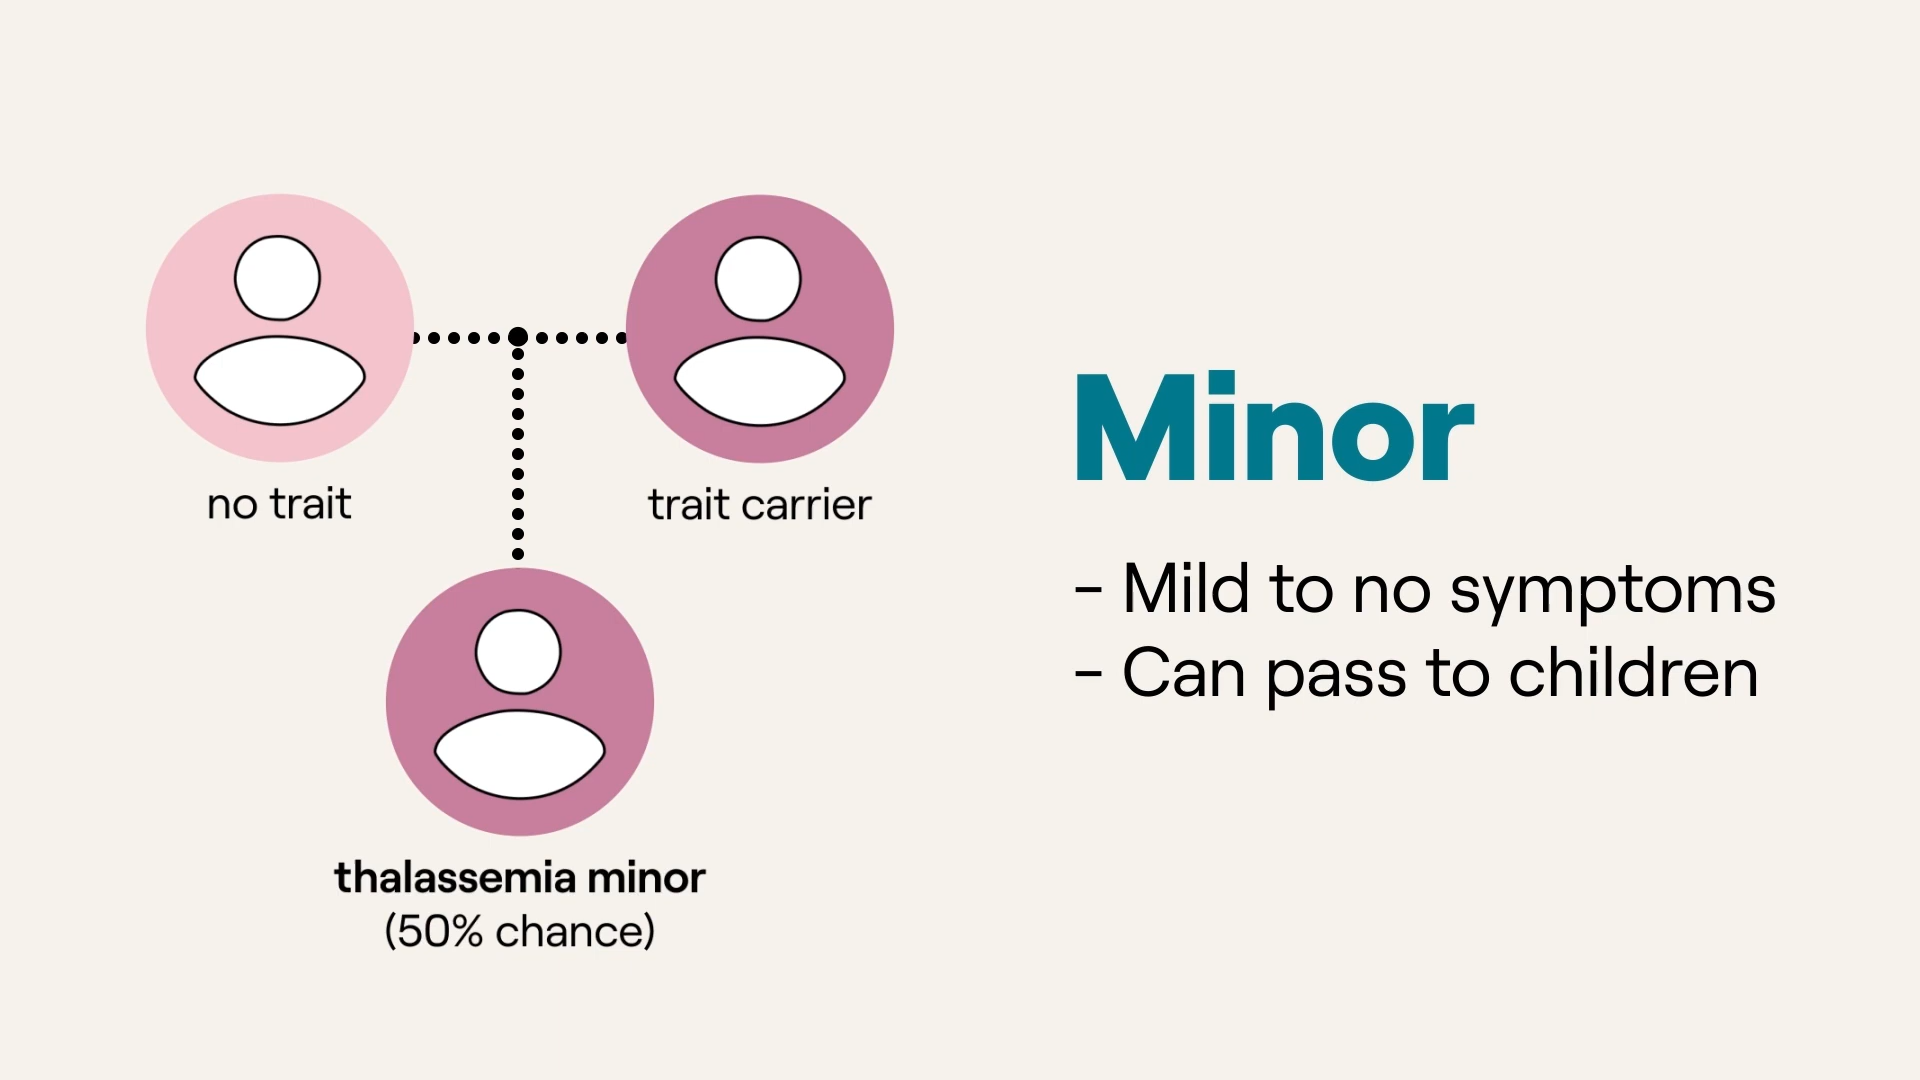 no trait
trait carrier
thalassemia minor
(50% chance)
Minor
- Mild to no symptoms
- Can pass to children